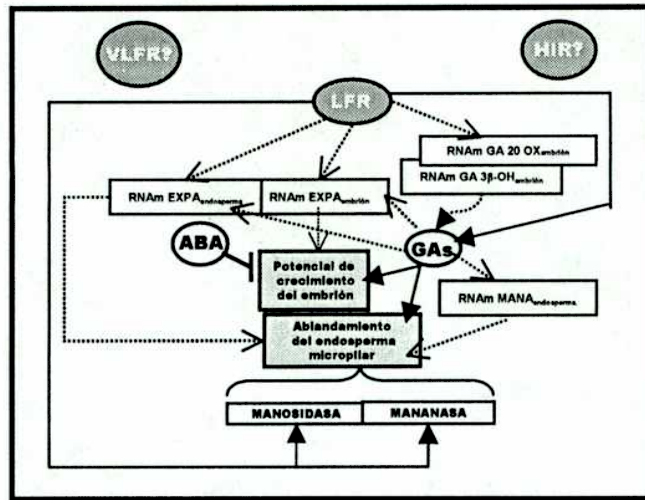 VLFR?
HIR?
LFR
RNAm GA 20 OXembrión
RNAm GA 3β-OHembrión
RNAm EXPAendosperma
RNAm EXPAembrión
ABA
GAs
Potencial de
crecimiento
del embrión
RNAm MANAendosperma
Ablandamiento
del endosperma
micropilar
MANOSIDASA
MANANASA